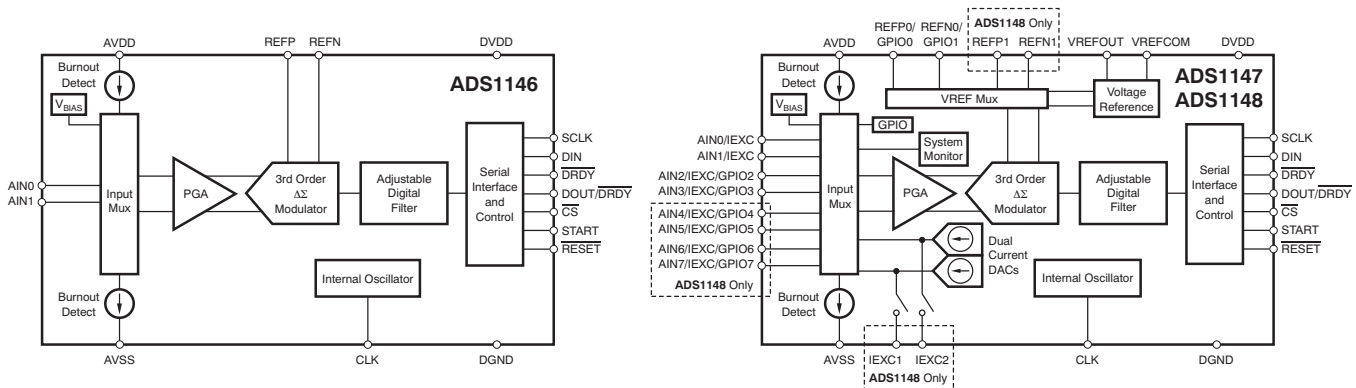 AVDD
REFP REFN
DVDD
Burnout
Detect
ADS1146
VBIAS
SCLK
DIN
DRDY
DOUT/DRDY
CS
START
RESET
AIN0
AIN1
Input
Mux
PGA
3rd Order
ΔΣ
Modulator
Adjustable
Digital
Filter
Serial
Interface
and
Control
Internal Oscillator
Burnout
Detect
AVSS
CLK
DGND
AVDD
REFP0/
GPIO0
REFN0/
GPIO1
ADS1148 Only
REFP1 REFN1
VREFOUT VREFCOM
DVDD
Burnout
Detect
ADS1147
ADS1148
VBIAS
VREF Mux
Voltage
Reference
GPIO
System
Monitor
AIN0/IEXC
AIN1/IEXC
AIN2/IEXC/GPIO2
AIN3/IEXC/GPIO3
AIN4/IEXC/GPIO4
AIN5/IEXC/GPIO5
AIN6/IEXC/GPIO6
AIN7/IEXC/GPIO7
ADS1148 Only
Input
Mux
PGA
3rd Order
ΔΣ
Modulator
Adjustable
Digital
Filter
Serial
Interface
and
Control
SCLK
DIN
DRDY
DOUT/DRDY
CS
START
RESET
Dual
Current
DACs
Internal Oscillator
Burnout
Detect
AVSS
IEXC1 IEXC2
ADS1148 Only
CLK
DGND